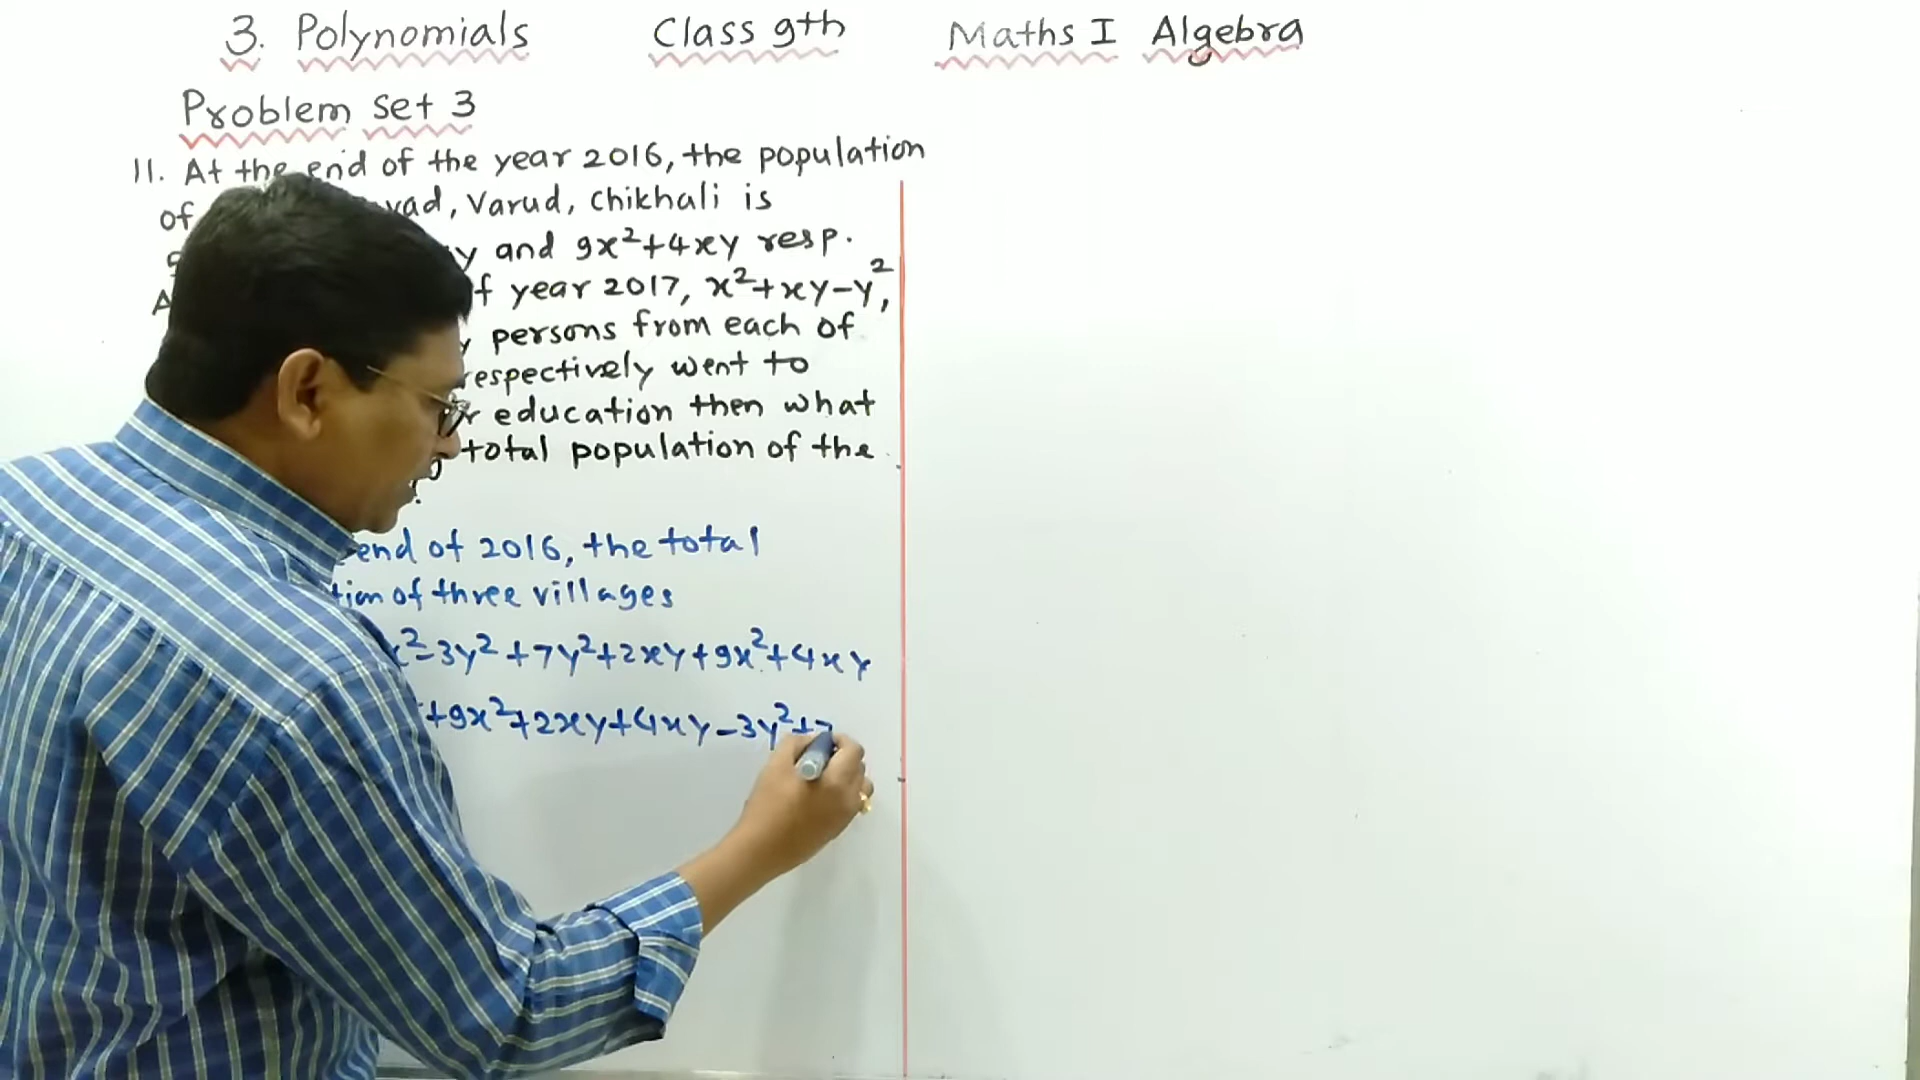 3. Polynomials Class 9th Maths I Algebra
Problem set 3
11. At the end of the year 2016, the population
of vad, Varud, Chikhali is
y and 9x²+4xy resp.
A f year 2017, x²+xy-y²,
y persons from each of
respectively went to
r education then what
total population of the
end of 2016, the total
tion of three villages
x²-3y²+7y²+2xy+9x²+4xy
+9x²+2xy+4xy-3y²+7